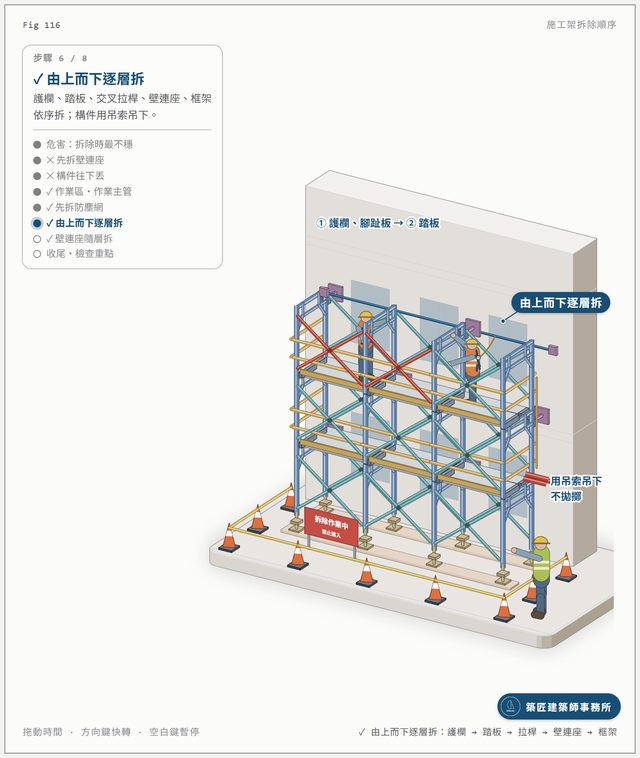 Fig 116
施工架拆除順序
步驟 6 / 8
✓ 由上而下逐層拆
護欄、踏板、交叉拉桿、壁連座、框架
依序拆；構件用吊索吊下。
危害：拆除時最不穩
✕ 先拆壁連座
✕ 構件往下丟
✓ 作業區・作業主管
✓ 先拆防塵網
✓ 由上而下逐層拆
✓ 壁連座隨層拆
收尾・檢查重點
① 護欄、腳趾板 → ② 踏板
由上而下逐層拆
用吊索吊下
不拋擲
拆除作業中
禁止進入
築匠建築師事務所
拖動時間 · 方向鍵快轉 · 空白鍵暫停
✓ 由上而下逐層拆：護欄 → 踏板 → 拉桿 → 壁連座 → 框架